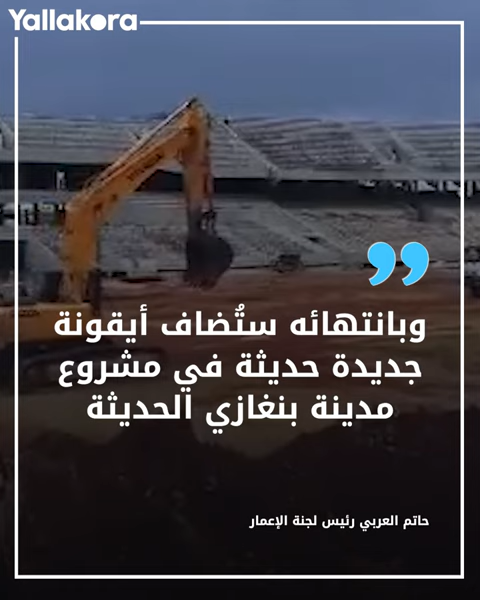 Yallakora
وبانتهائه ستُضاف أيقونة
جديدة حديثة في مشروع
مدينة بنغازي الحديثة
حاتم العربي رئيس لجنة الإعمار